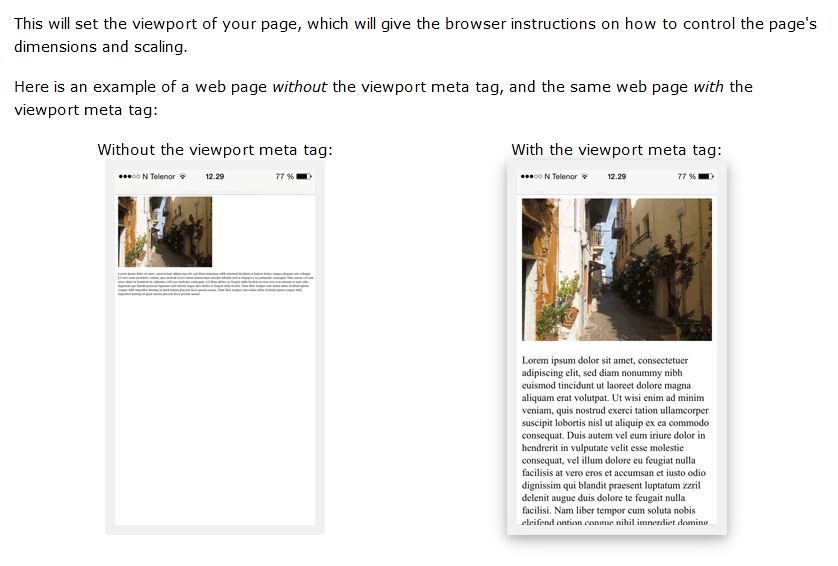 This will set the viewport of your page, which will give the browser instructions on how to control the page's
dimensions and scaling.
Here is an example of a web page without the viewport meta tag, and the same web page with the
viewport meta tag:
Without the viewport meta tag:
N Telenor 12.29 77 %
With the viewport meta tag:
N Telenor 12.29 77 %
Lorem ipsum dolor sit amet, consectetuer
adipiscing elit, sed diam nonummy nibh
euismod tincidunt ut laoreet dolore magna
aliquam erat volutpat. Ut wisi enim ad minim
veniam, quis nostrud exerci tation ullamcorper
suscipit lobortis nisl ut aliquip ex ea commodo
consequat. Duis autem vel eum iriure dolor in
hendrerit in vulputate velit esse molestie
consequat, vel illum dolore eu feugiat nulla
facilisis at vero eros et accumsan et iusto odio
dignissim qui blandit praesent luptatum zzril
delenit augue duis dolore te feugait nulla
facilisi. Nam liber tempor cum soluta nobis
eleifend option congue nihil imperdiet doming